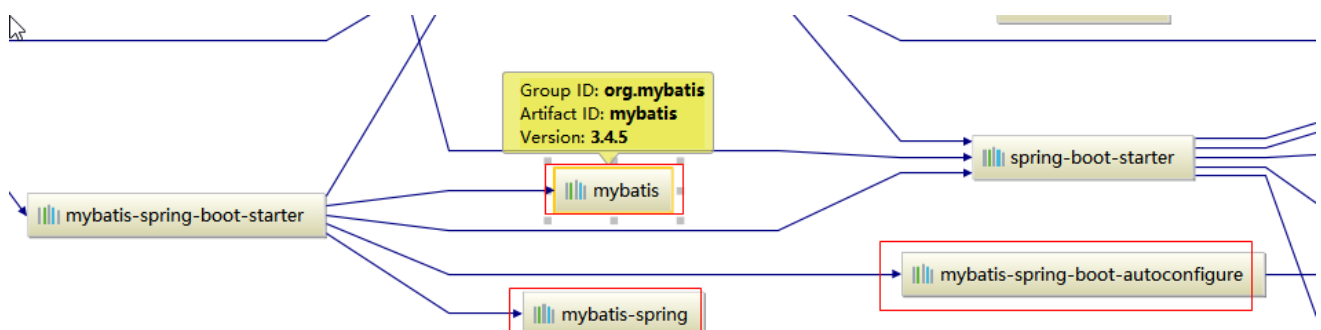 Group ID: org.mybatis
Artifact ID: mybatis
Version: 3.4.5
spring-boot-starter
mybatis
mybatis-spring-boot-starter
mybatis-spring-boot-autoconfigure
mybatis-spring